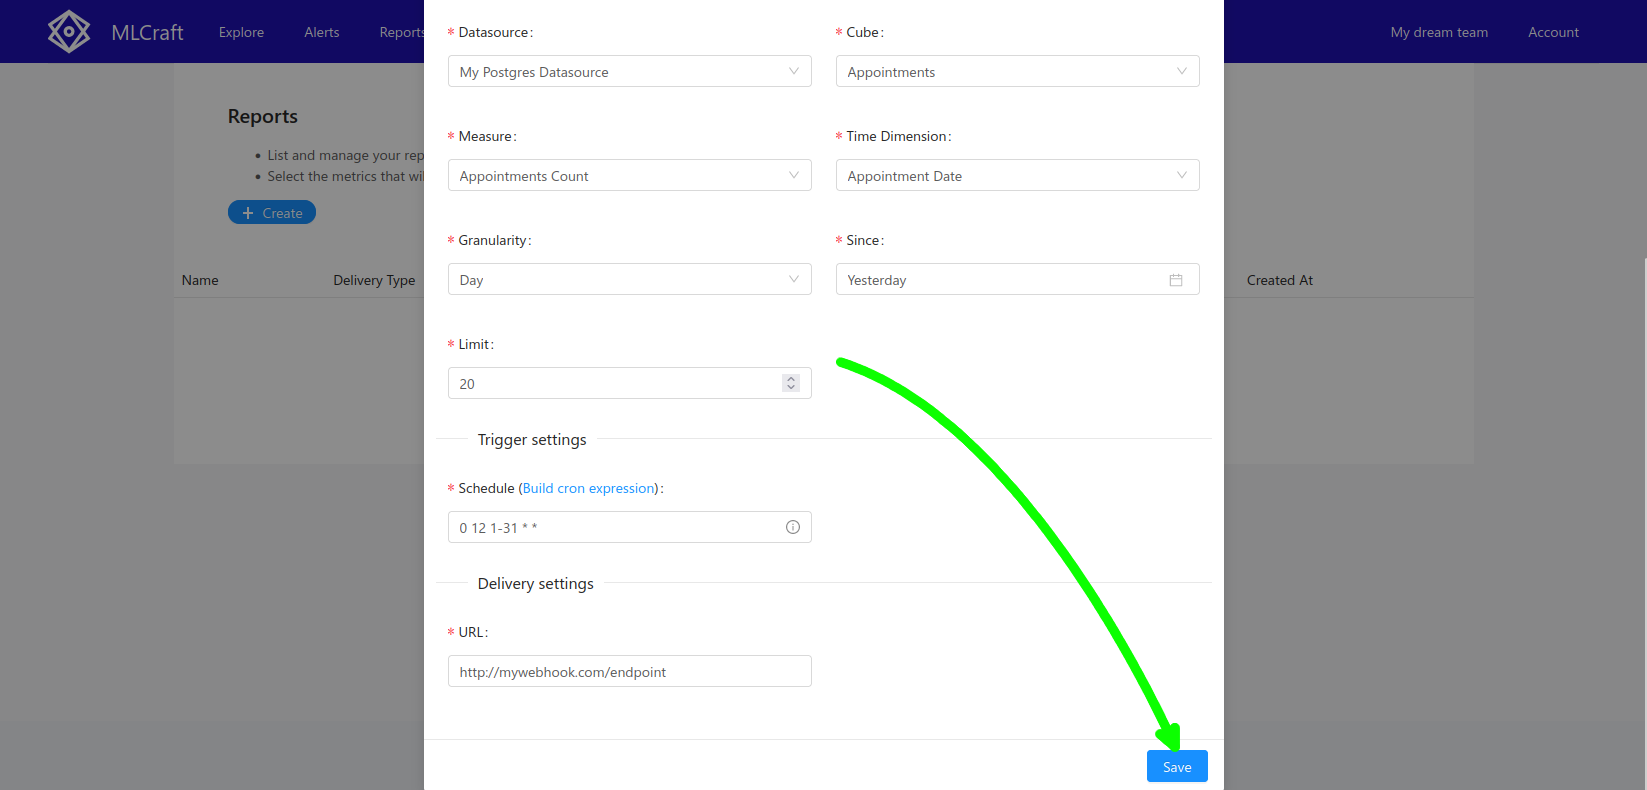 MLCraft Explore Alerts Reports My dream team Account
Reports
List and manage your rep
Select the metrics that wil
Create
Name Delivery Type Created At
* Datasource: * Cube:
My Postgres Datasource Appointments
* Measure: * Time Dimension:
Appointments Count Appointment Date
* Granularity: * Since:
Day Yesterday
* Limit:
20
Trigger settings
* Schedule (Build cron expression):
0 12 1-31 * *
Delivery settings
* URL:
http://mywebhook.com/endpoint
Save